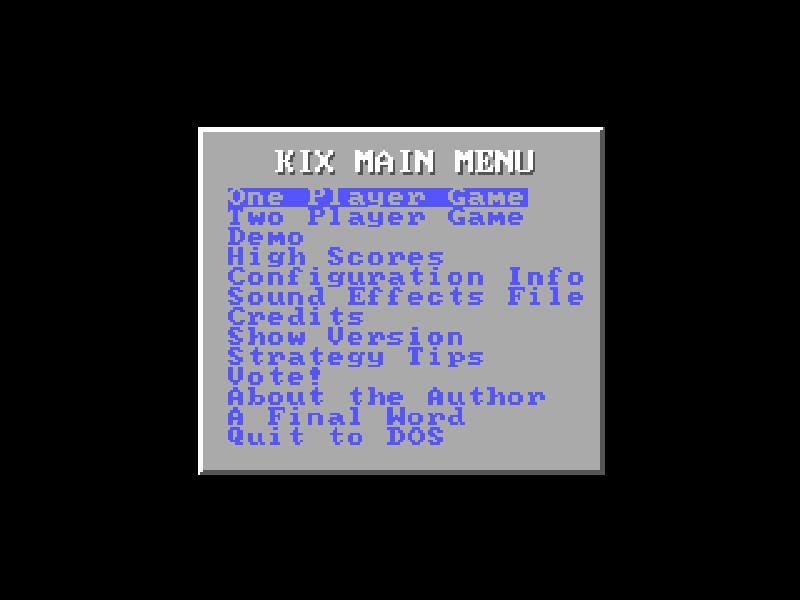 KIX MAIN MENU
One Player Game
Two Player Game
Demo
High Scores
Configuration Info
Sound Effects File
Credits
Show Version
Strategy Tips
Vote!
About the Author
A Final Word
Quit to DOS